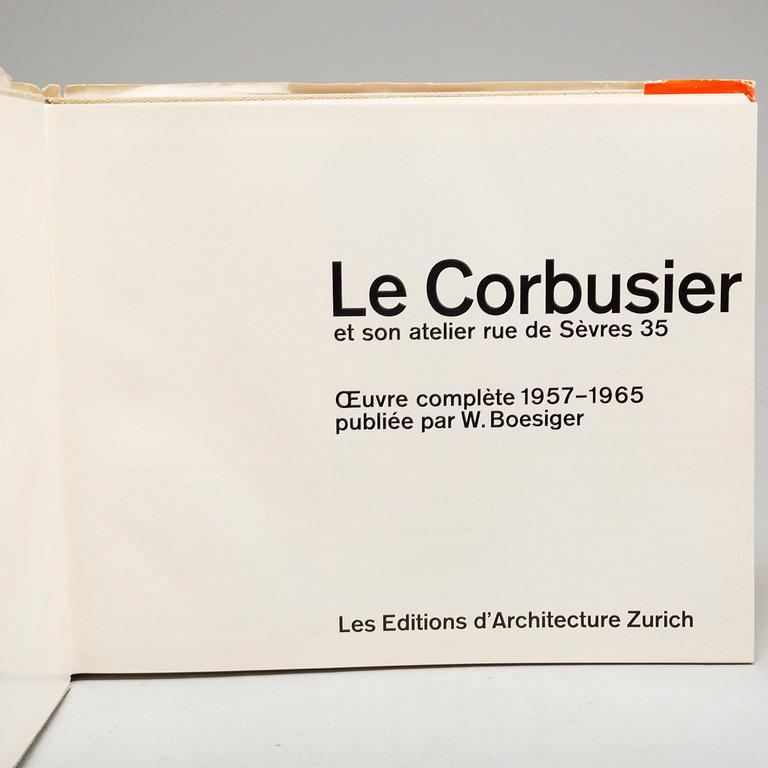 Le Corbusier
et son atelier rue de Sèvres 35
Œuvre complète 1957–1965
publiée par W. Boesiger
Les Editions d'Architecture Zurich